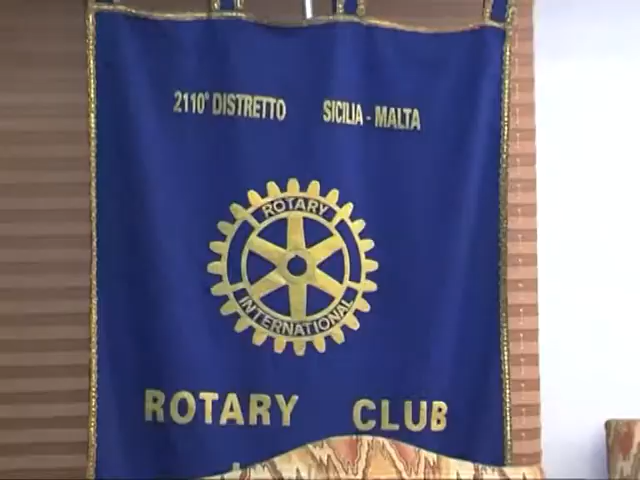 2110° DISTRETTO SICILIA - MALTA
ROTARY
INTERNATIONAL
ROTARY CLUB